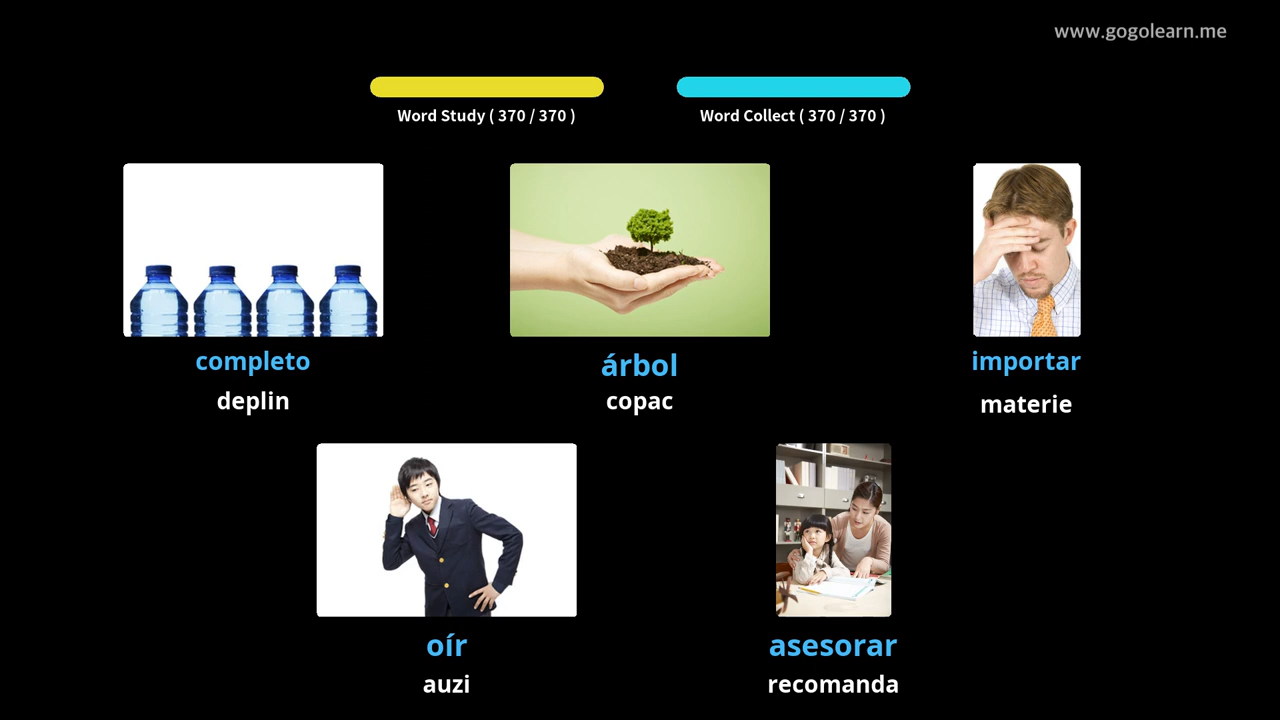 www.gogolearn.me
Word Study ( 370 / 370 )
Word Collect ( 370 / 370 )
completo
deplin
árbol
copac
importar
materie
oír
auzi
asesorar
recomanda